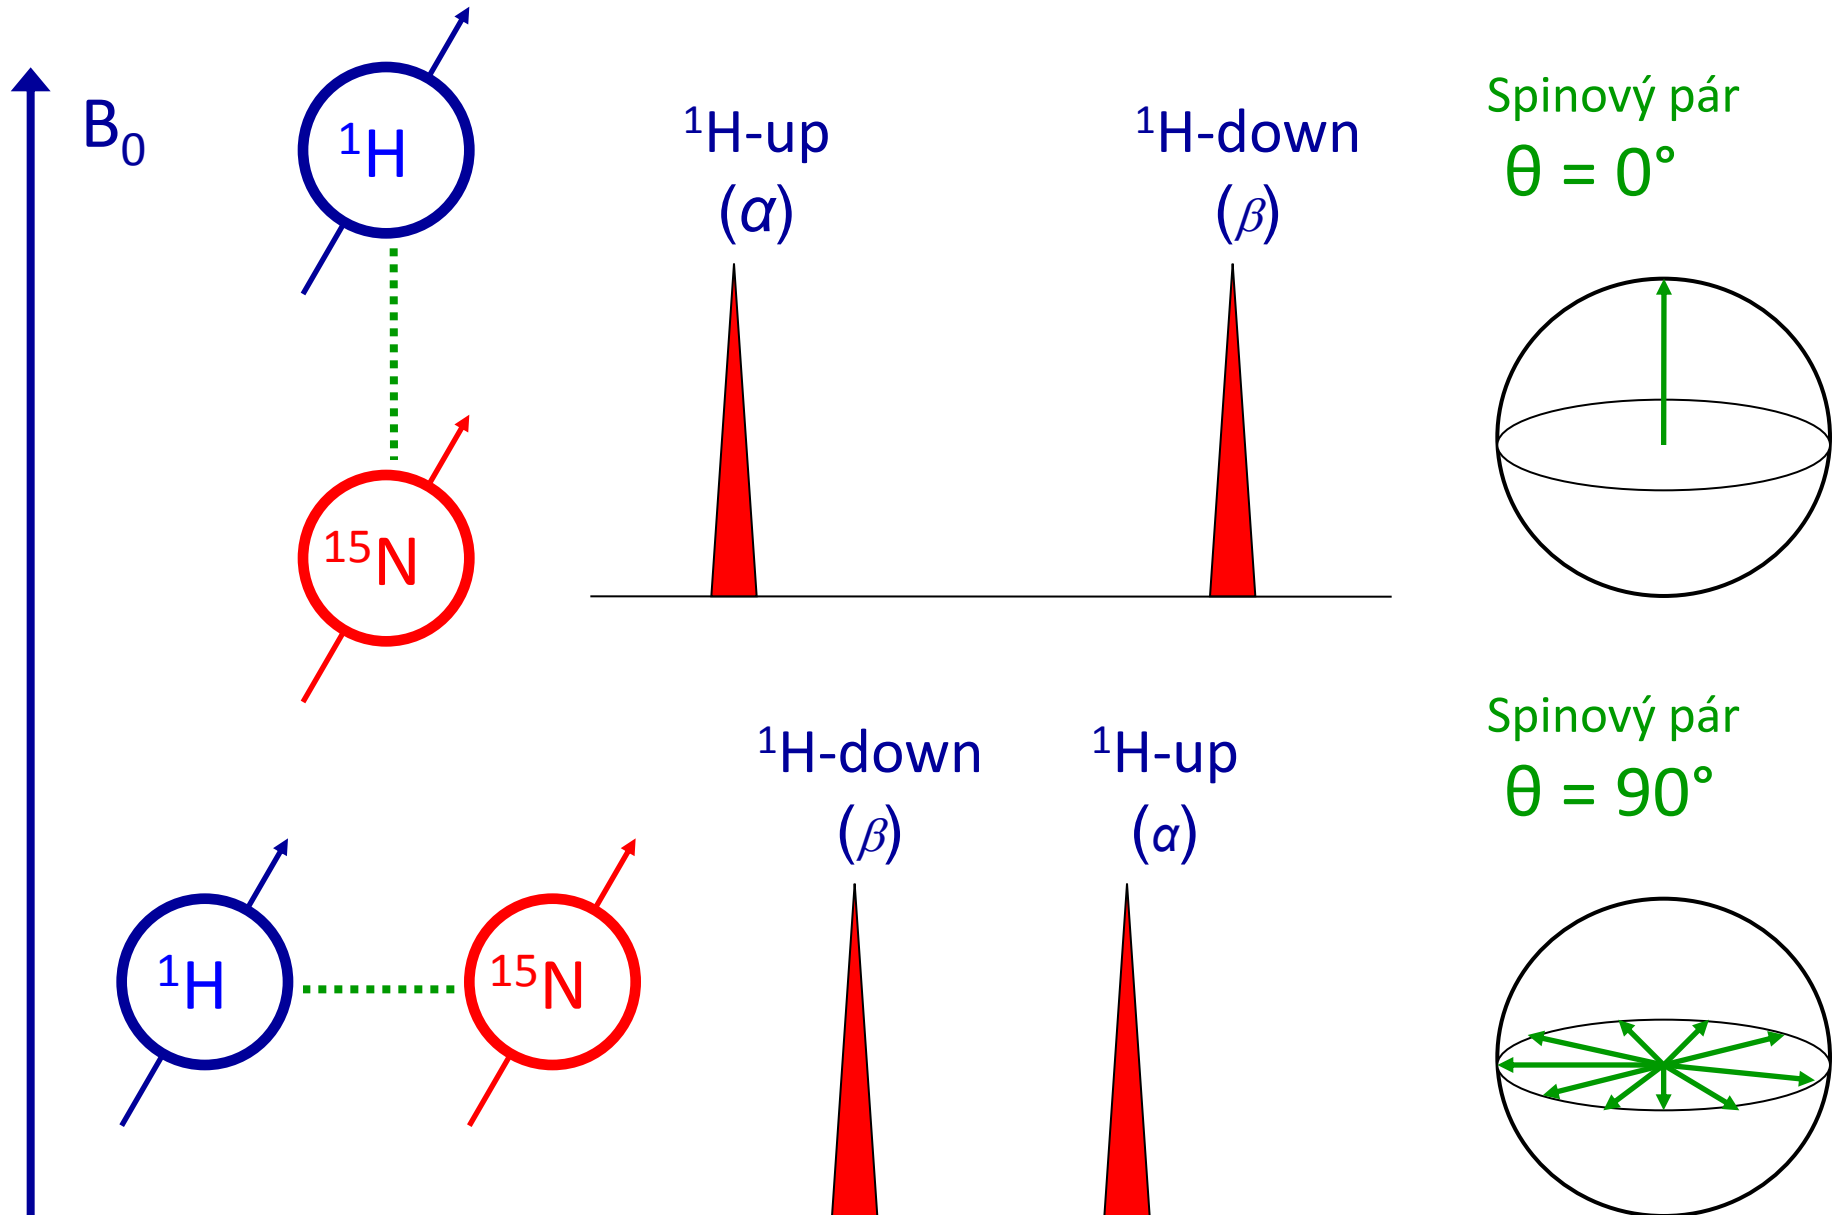 B₀
¹H
¹H-up
(α)
¹H-down
(β)
Spinový pár
θ = 0°
¹⁵N
¹H-down
(β)
¹H-up
(α)
Spinový pár
θ = 90°
¹H
¹⁵N